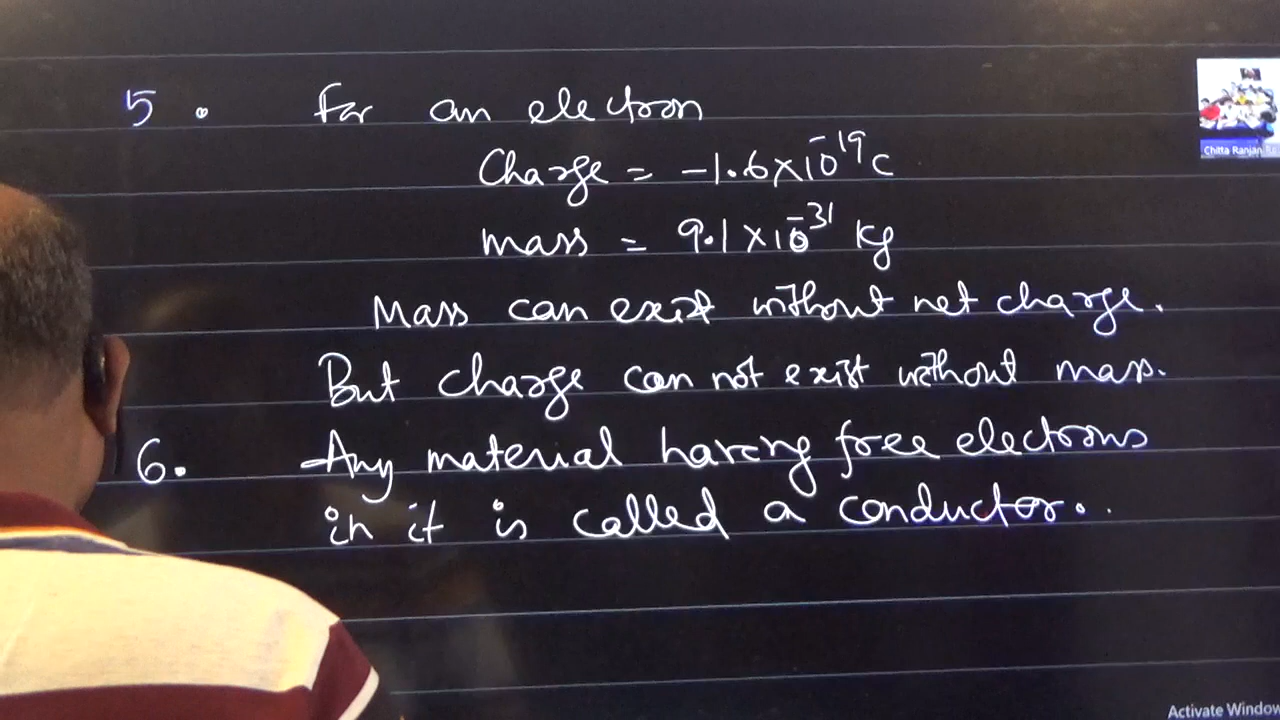 5. For an electron
Charge = -1.6×10⁻¹⁹ C
mass = 9.1×10⁻³¹ kg
Mass can exist without net charge.
But charge can not exist without mass.
6. Any material having free electrons
in it is called a conductor.
Chitta Ranjan
Activate Window